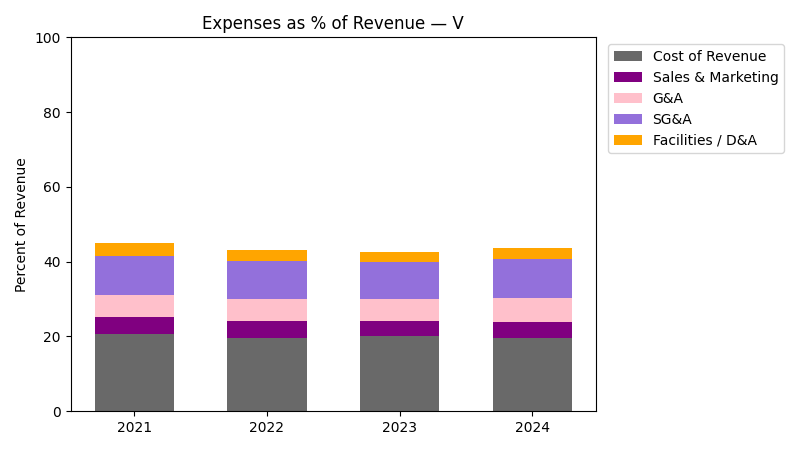 Expenses as % of Revenue — V
100
80
60
40
20
0
Percent of Revenue
2021
2022
2023
2024
Cost of Revenue
Sales & Marketing
G&A
SG&A
Facilities / D&A